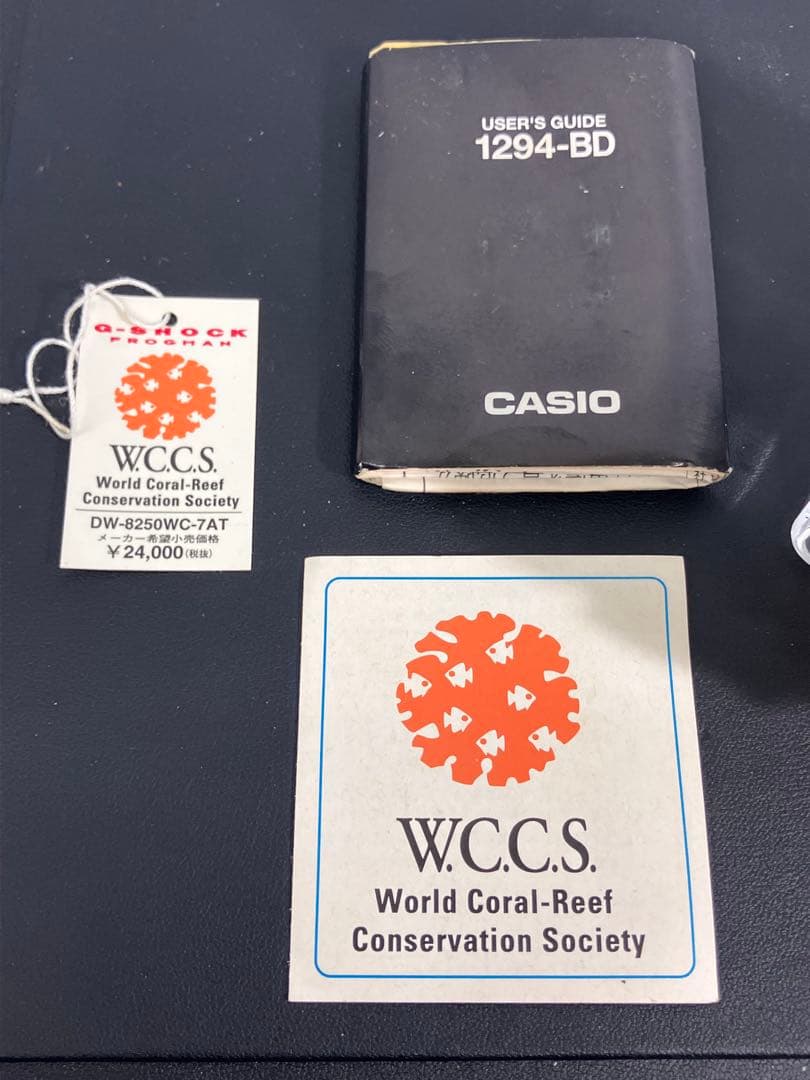 USER'S GUIDE
1294-BD
CASIO
G-SHOCK
FROGMAN
W.C.C.S.
World Coral-Reef
Conservation Society
DW-8250WC-7AT
メーカー希望小売価格
¥24,000(税抜)
W.C.C.S.
World Coral-Reef
Conservation Society